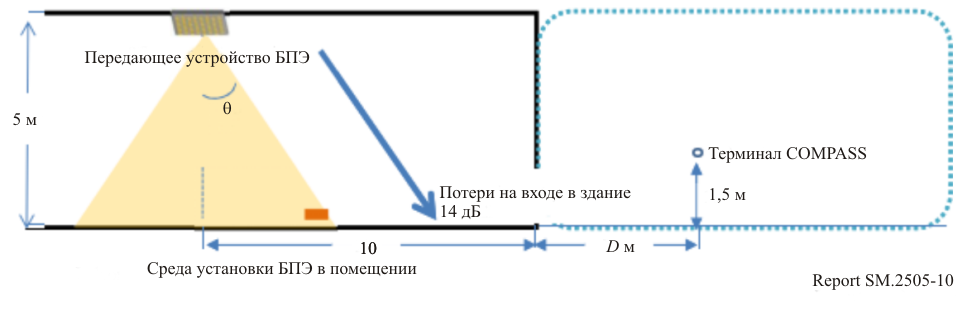 Передающее устройство БПЭ
θ
5 м
Терминал COMPASS
1,5 м
Потери на входе в здание
14 дБ
10
D м
Среда установки БПЭ в помещении
Report SM.2505-10